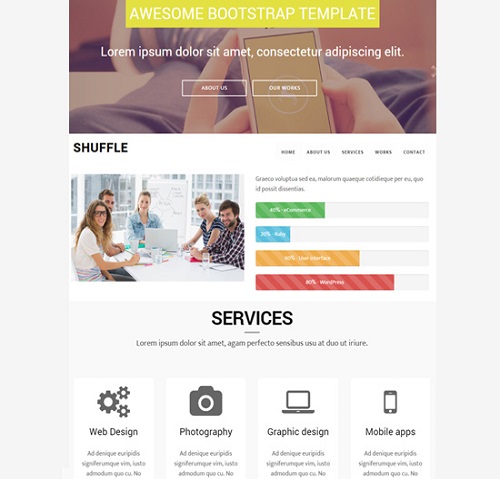 AWESOME BOOTSTRAP TEMPLATE
Lorem ipsum dolor sit amet, consectetur adipiscing elit.
ABOUT US
OUR WORKS
SHUFFLE
HOME ABOUT US SERVICES WORKS CONTACT
Graeco voluptua sed ea, malorum quaeque cotidieque per eu, quo
id possit dissentias.
40% - eCommerce
20% - Ruby
60% - User Interface
80% - WordPress
SERVICES
Lorem ipsum dolor sit amet, agam perfecto sensibus usu at duo ut iriure.
Web Design
Ad denique euripidis
signiferumque vim, iusto
admodum quo cu. No
Photography
Ad denique euripidis
signiferumque vim, iusto
admodum quo cu. No
Graphic design
Ad denique euripidis
signiferumque vim, iusto
admodum quo cu. No
Mobile apps
Ad denique euripidis
signiferumque vim, iusto
admodum quo cu. No